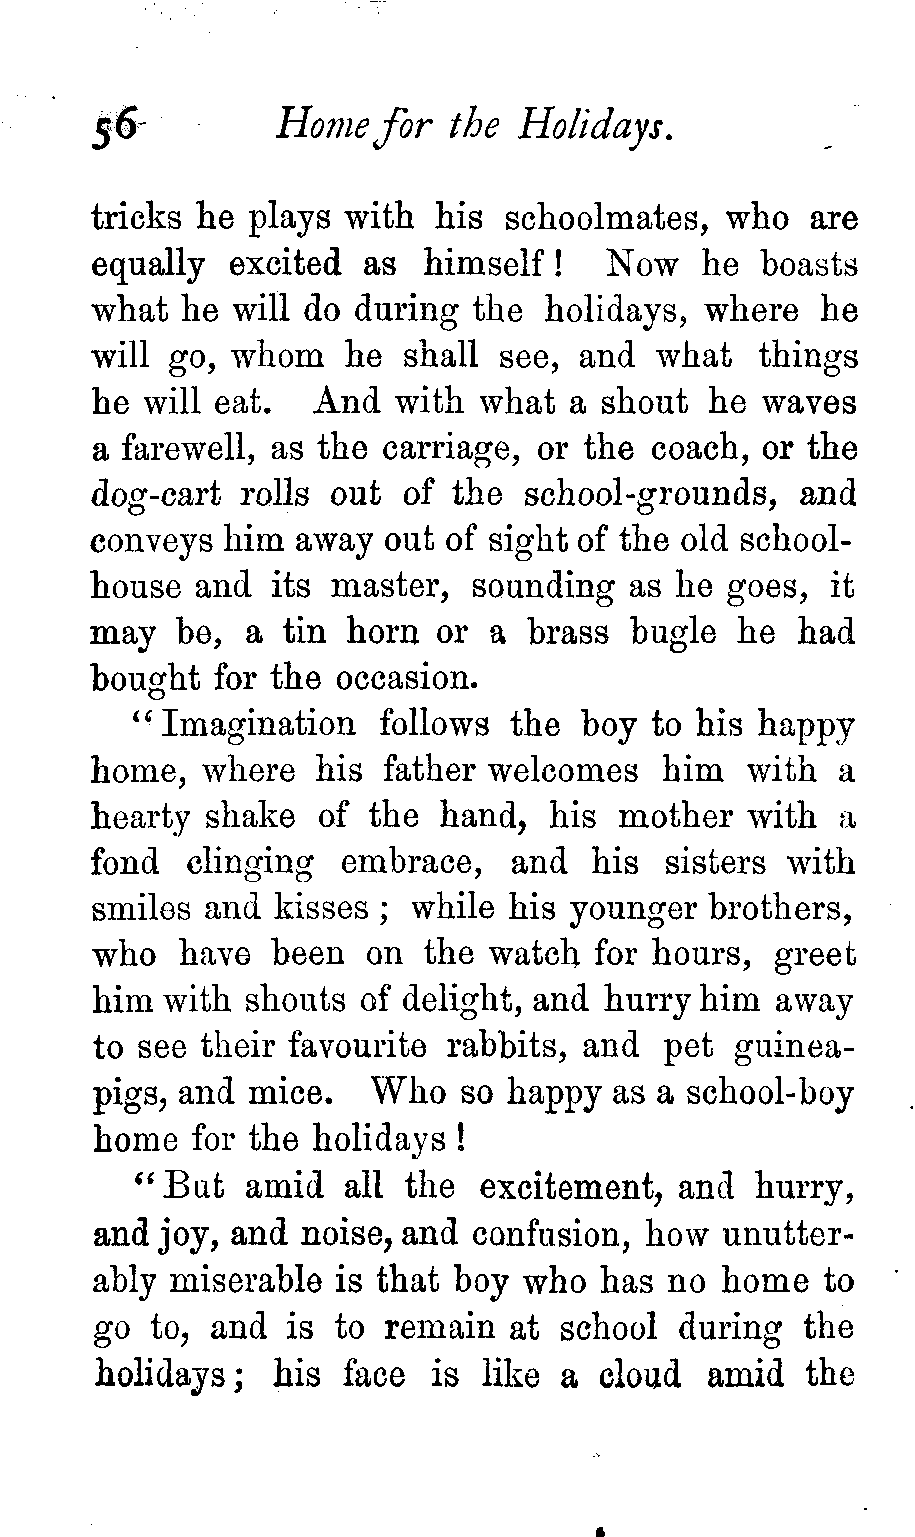 56 Home for the Holidays.
tricks he plays with his schoolmates, who are
equally excited as himself! Now he boasts
what he will do during the holidays, where he
will go, whom he shall see, and what things
he will eat. And with what a shout he waves
a farewell, as the carriage, or the coach, or the
dog-cart rolls out of the school-grounds, and
conveys him away out of sight of the old school-
house and its master, sounding as he goes, it
may be, a tin horn or a brass bugle he had
bought for the occasion.
“Imagination follows the boy to his happy
home, where his father welcomes him with a
hearty shake of the hand, his mother with a
fond clinging embrace, and his sisters with
smiles and kisses; while his younger brothers,
who have been on the watch for hours, greet
him with shouts of delight, and hurry him away
to see their favourite rabbits, and pet guinea-
pigs, and mice. Who so happy as a school-boy
home for the holidays!
“But amid all the excitement, and hurry,
and joy, and noise, and confusion, how unutter-
ably miserable is that boy who has no home to
go to, and is to remain at school during the
holidays; his face is like a cloud amid the